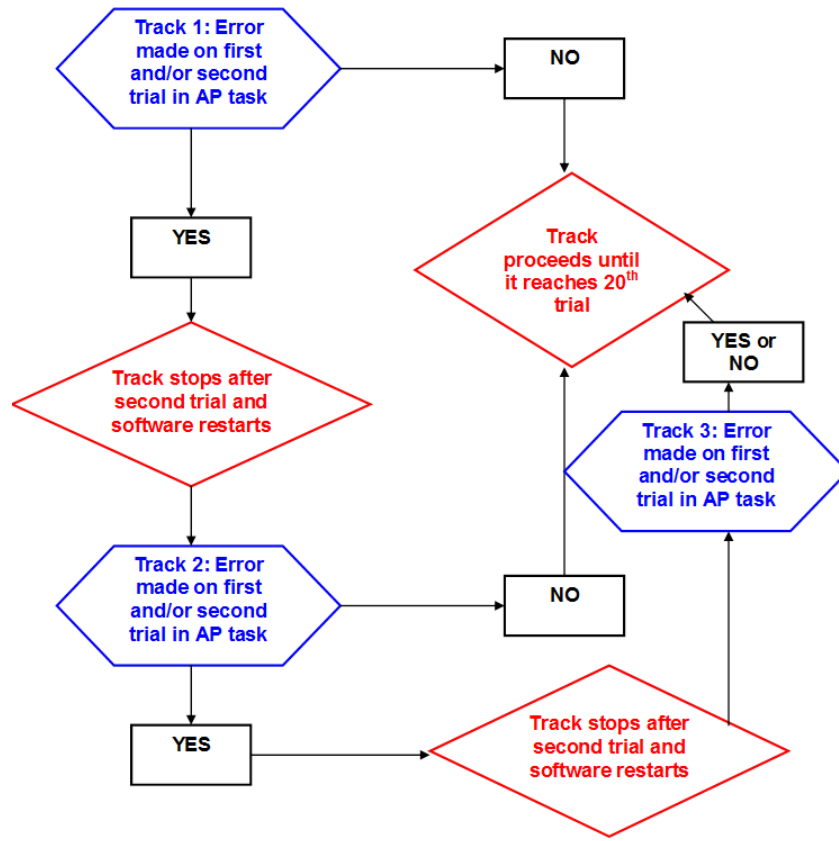 Track 1: Error
made on first
and/or second
trial in AP task
NO
YES
Track
proceeds until
it reaches 20th
trial
YES or
NO
Track stops after
second trial and
software restarts
Track 3: Error
made on first
and/or second
trial in AP task
Track 2: Error
made on first
and/or second
trial in AP task
NO
YES
Track stops after
second trial and
software restarts